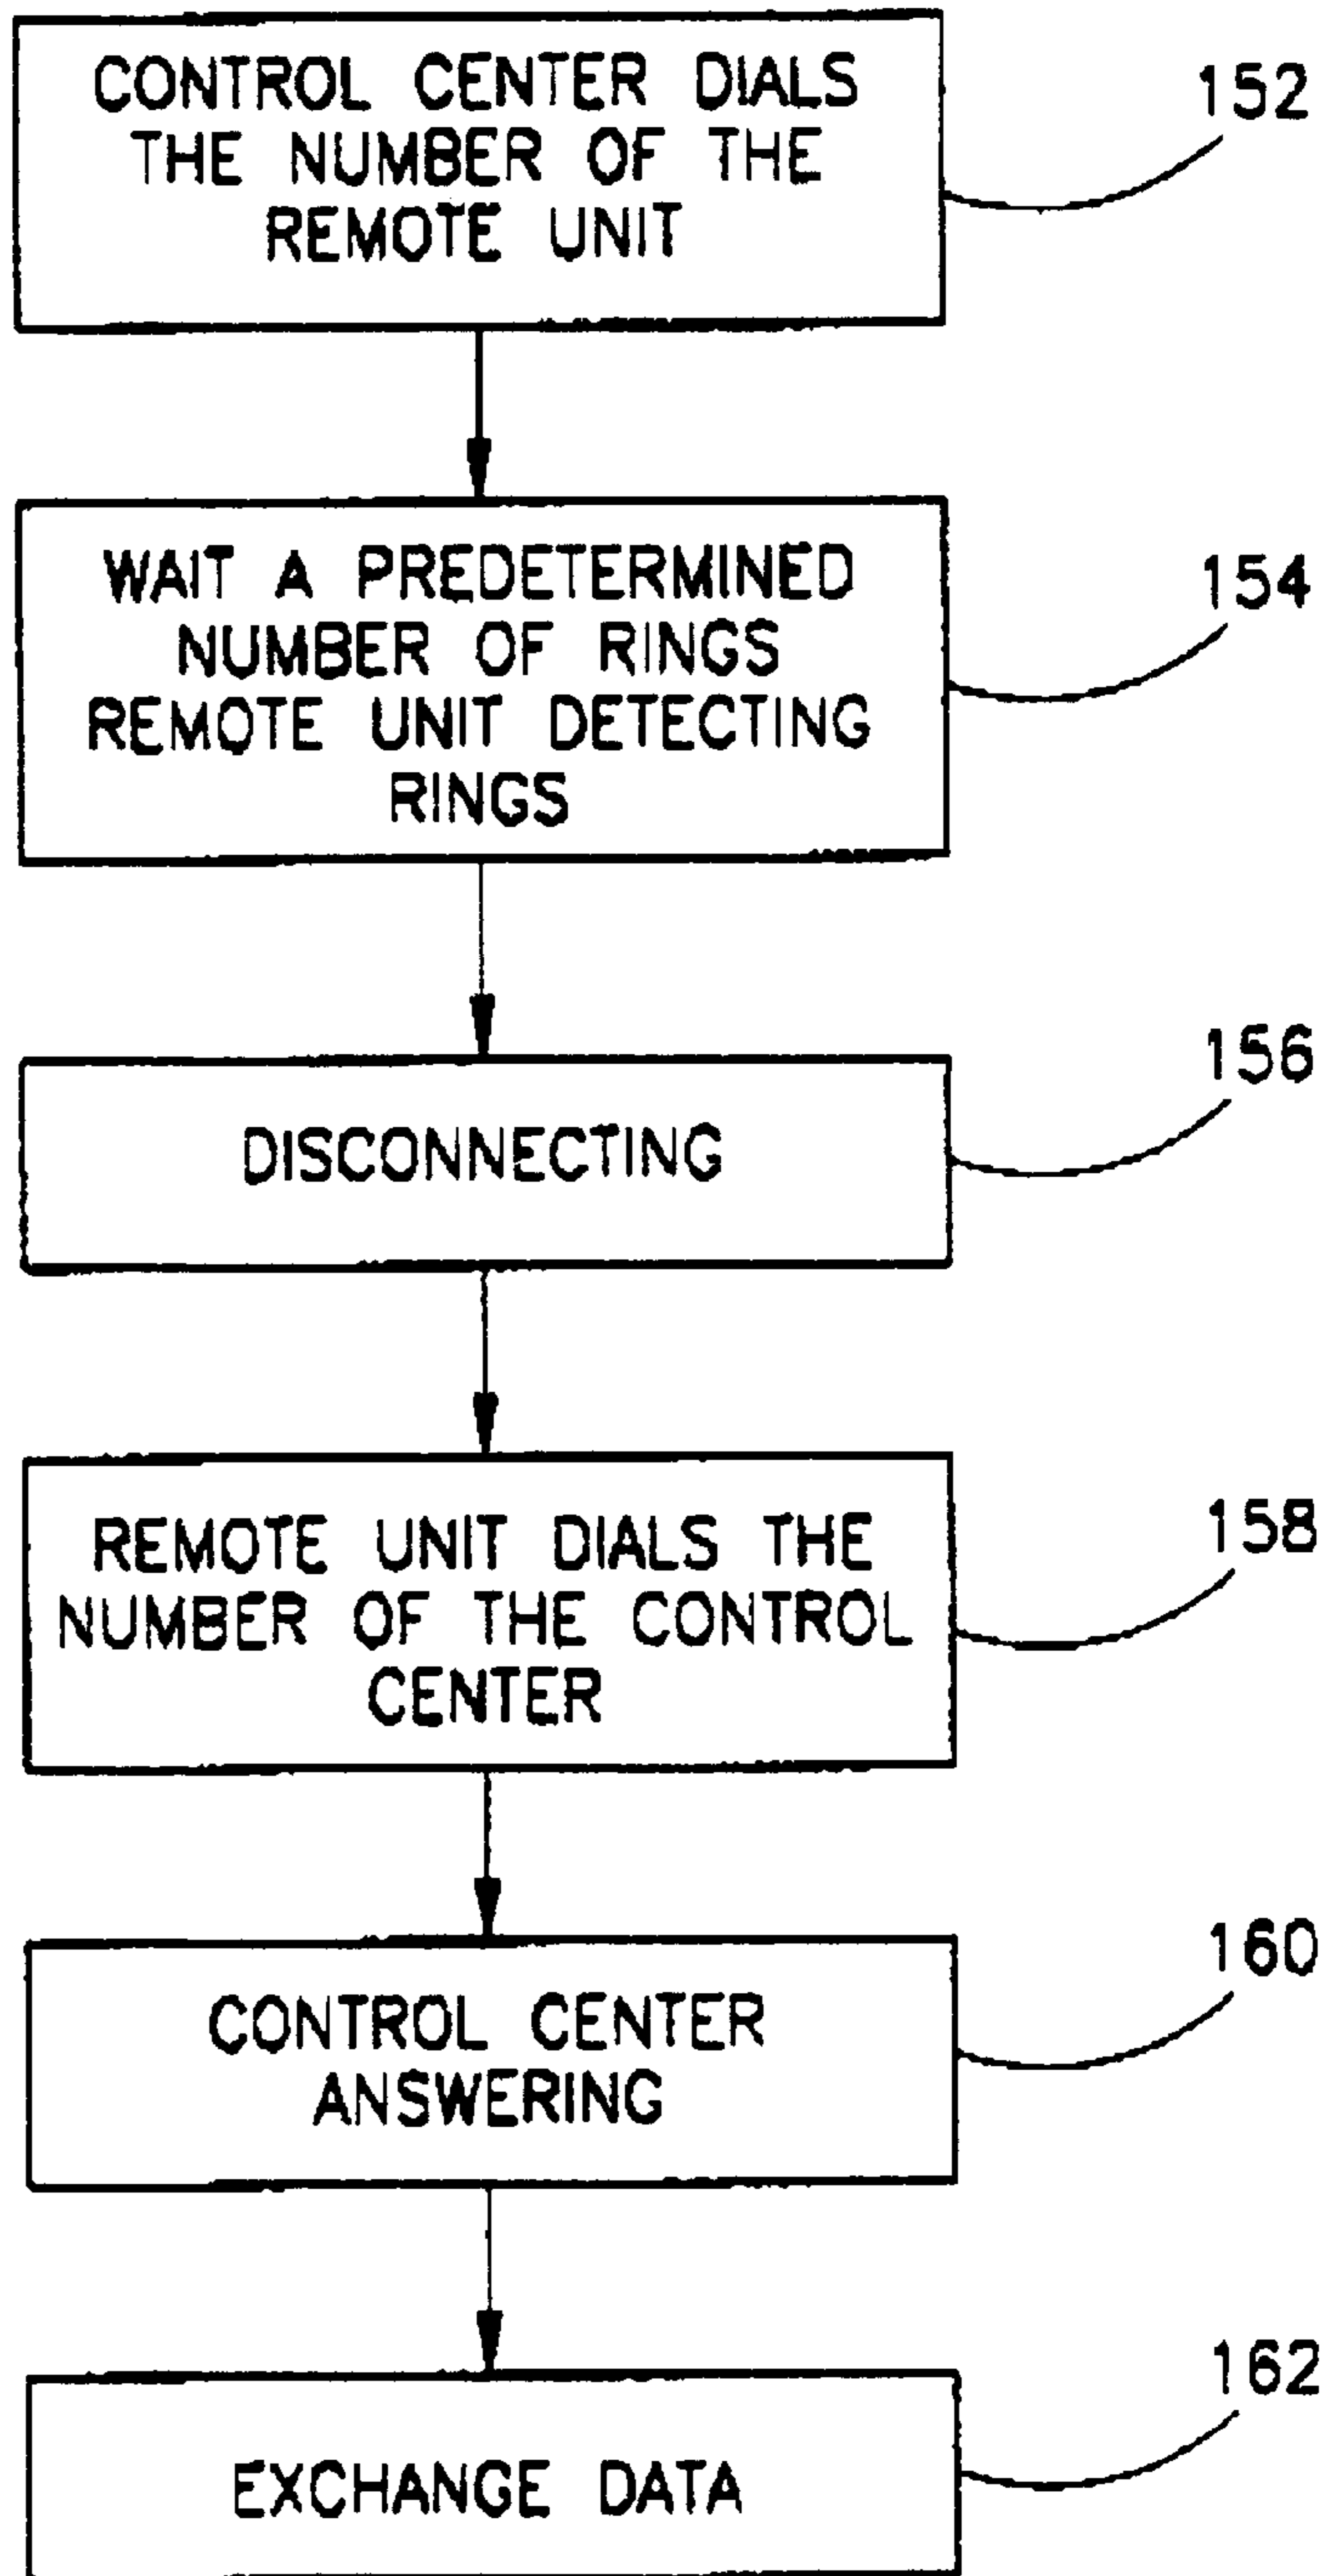 CONTROL CENTER DIALS
THE NUMBER OF THE
REMOTE UNIT
152
WAIT A PREDETERMINED
NUMBER OF RINGS
REMOTE UNIT DETECTING
RINGS
154
DISCONNECTING
156
REMOTE UNIT DIALS THE
NUMBER OF THE CONTROL
CENTER
158
CONTROL CENTER
ANSWERING
160
EXCHANGE DATA
162